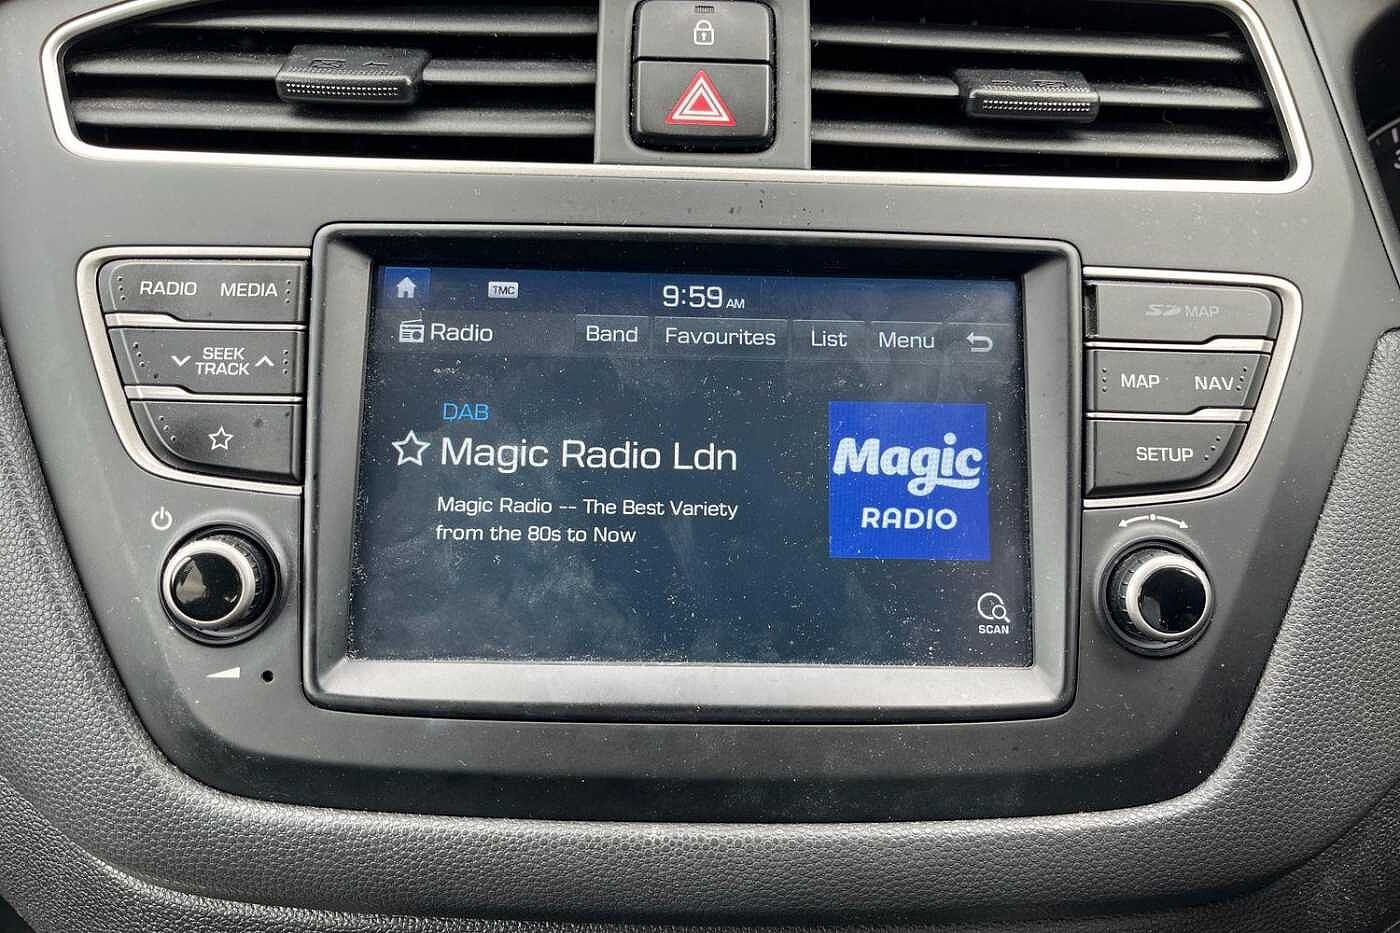 RADIO MEDIA
SEEK
TRACK
SD MAP
MAP NAV
SETUP
TMC
9:59 AM
Radio
Band
Favourites
List
Menu
DAB
Magic Radio Ldn
Magic Radio -- The Best Variety
from the 80s to Now
Magic
RADIO
SCAN